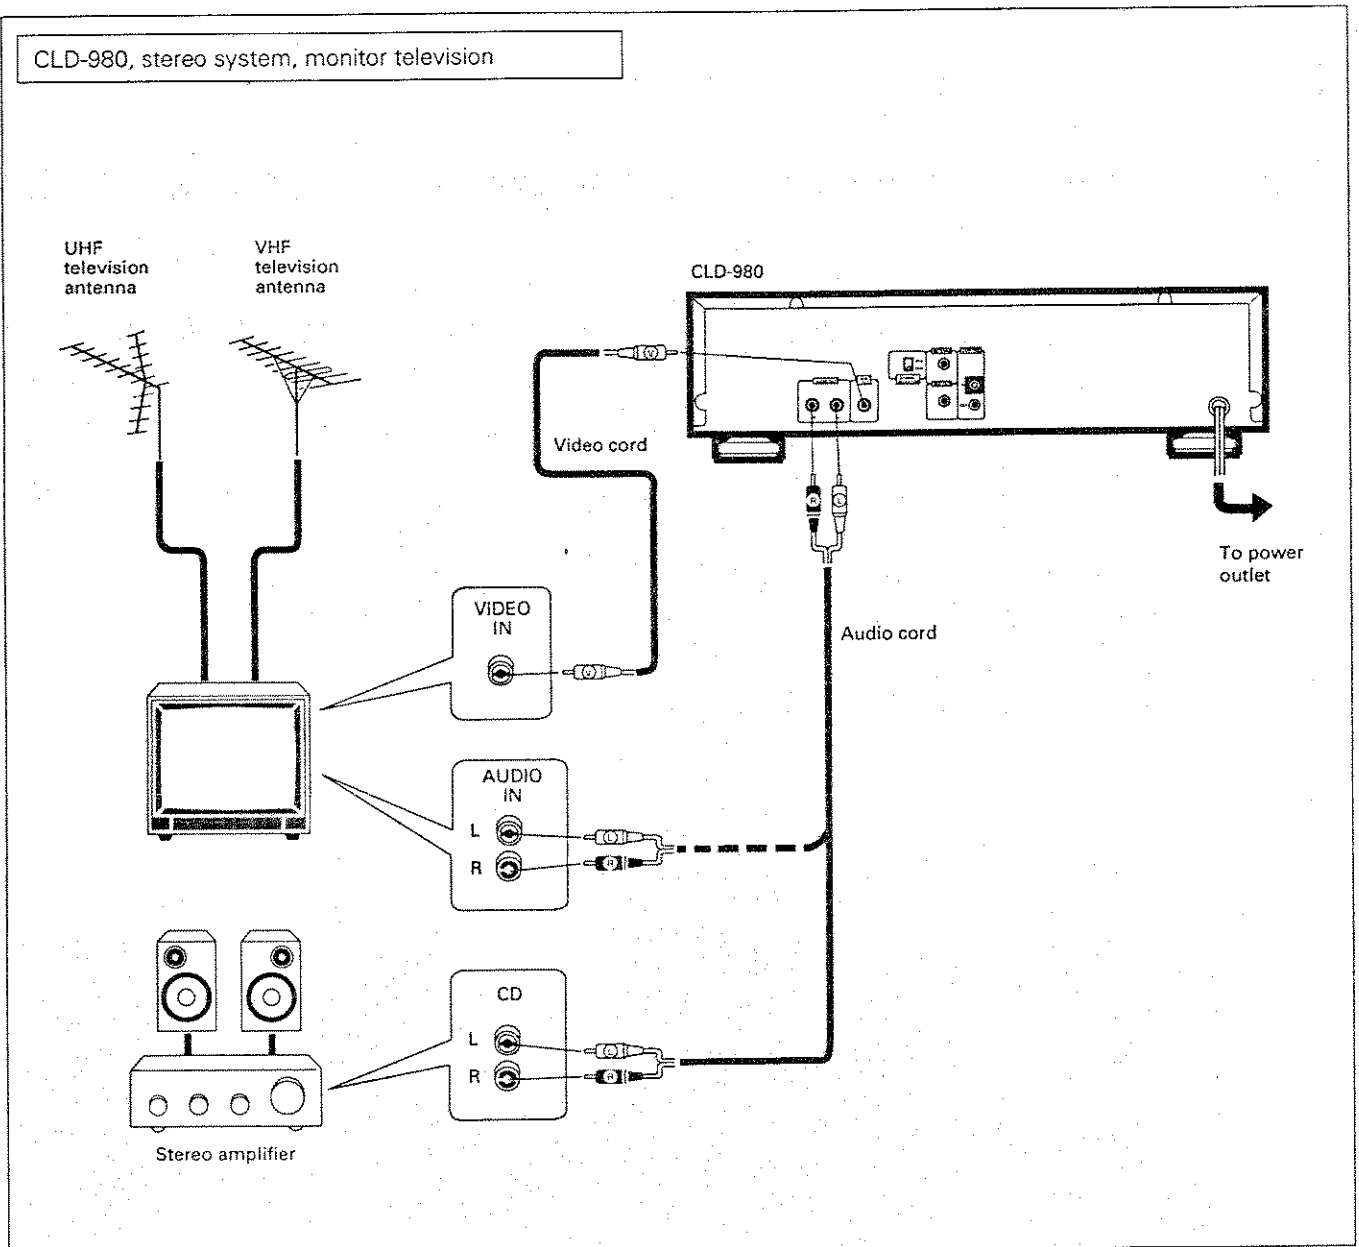 CLD-980, stereo system, monitor television
UHF
television
antenna
VHF
television
antenna
CLD-980
V
Video cord
R
L
To power
outlet
VIDEO
IN
V
Audio cord
AUDIO
IN
L
L
R
R
CD
L
L
R
R
Stereo amplifier